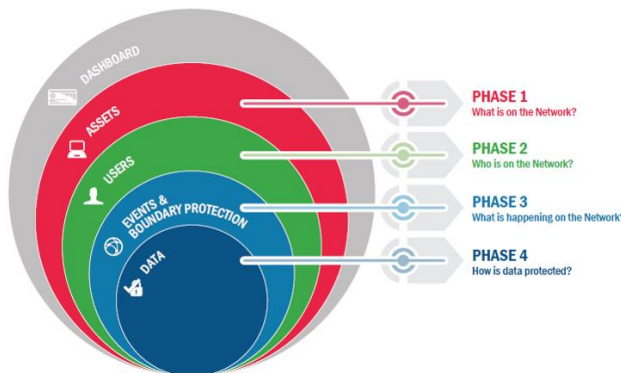 DASHBOARD
ASSETS
USERS
EVENTS &
BOUNDARY PROTECTION
DATA
PHASE 1
What is on the Network?
PHASE 2
Who is on the Network?
PHASE 3
What is happening on the Network?
PHASE 4
How is data protected?